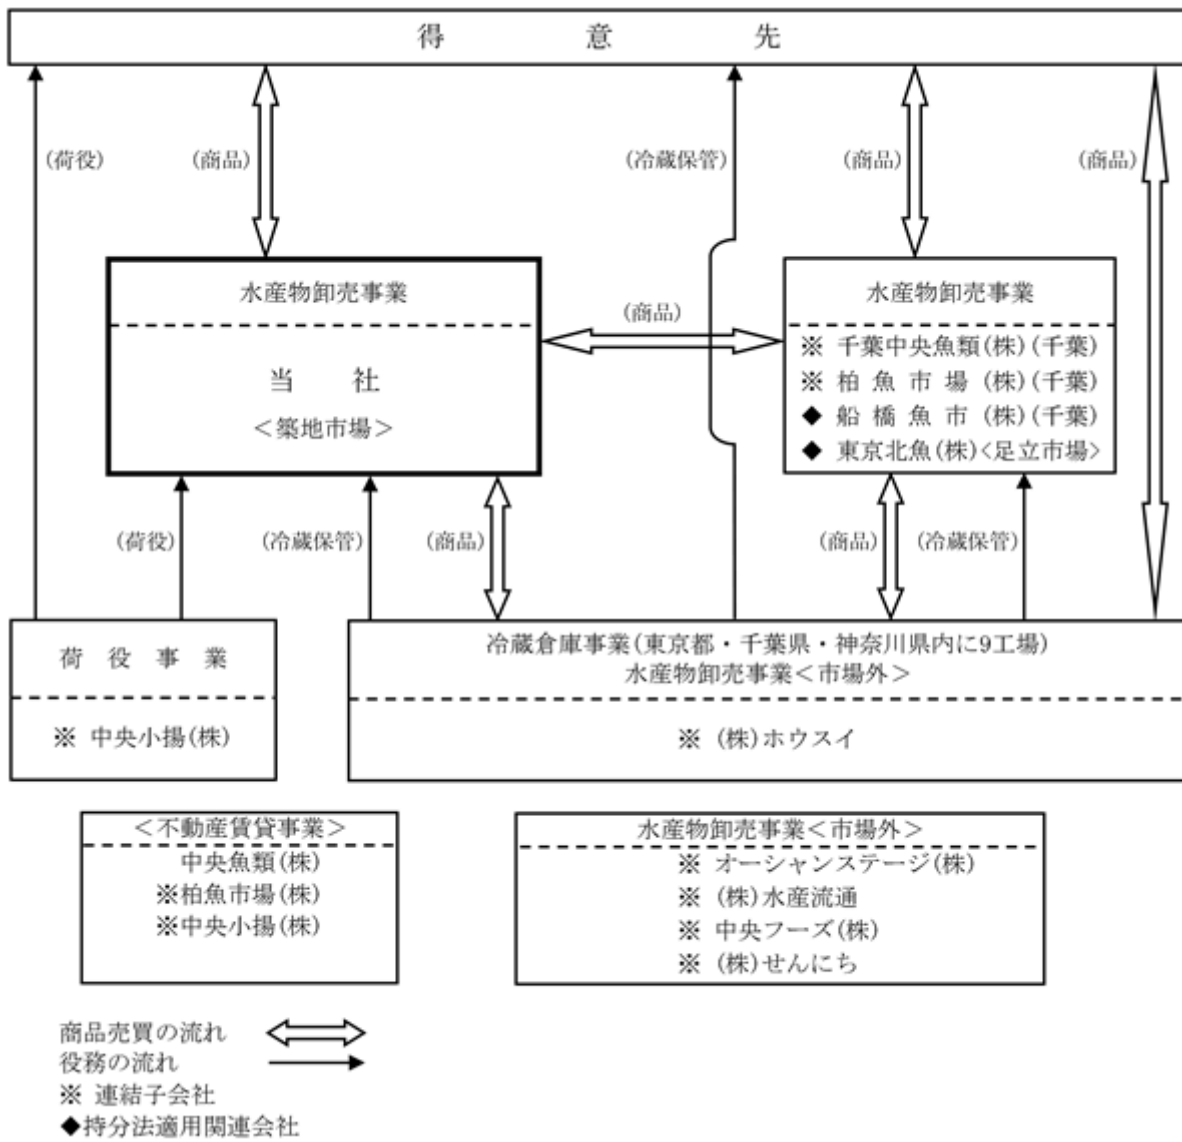 得意先
(荷役)
(商品)
(冷蔵保管)
(商品)
(商品)
水産物卸売事業
当社
＜築地市場＞
(商品)
水産物卸売事業
※ 千葉中央魚類(株)(千葉)
※ 柏魚市場(株)(千葉)
◆ 船橋魚市(株)(千葉)
◆ 東京北魚(株)<足立市場>
(荷役)
(冷蔵保管)
(商品)
(商品)
(冷蔵保管)
荷役事業
※ 中央小揚(株)
冷蔵倉庫事業(東京都・千葉県・神奈川県内に9工場)
水産物卸売事業＜市場外＞
※ (株)ホウスイ
＜不動産賃貸事業＞
中央魚類(株)
※柏魚市場(株)
※中央小揚(株)
水産物卸売事業＜市場外＞
※ オーシャンステージ(株)
※ (株)水産流通
※ 中央フーズ(株)
※ (株)せんにち
商品売買の流れ
役務の流れ
※ 連結子会社
◆持分法適用関連会社